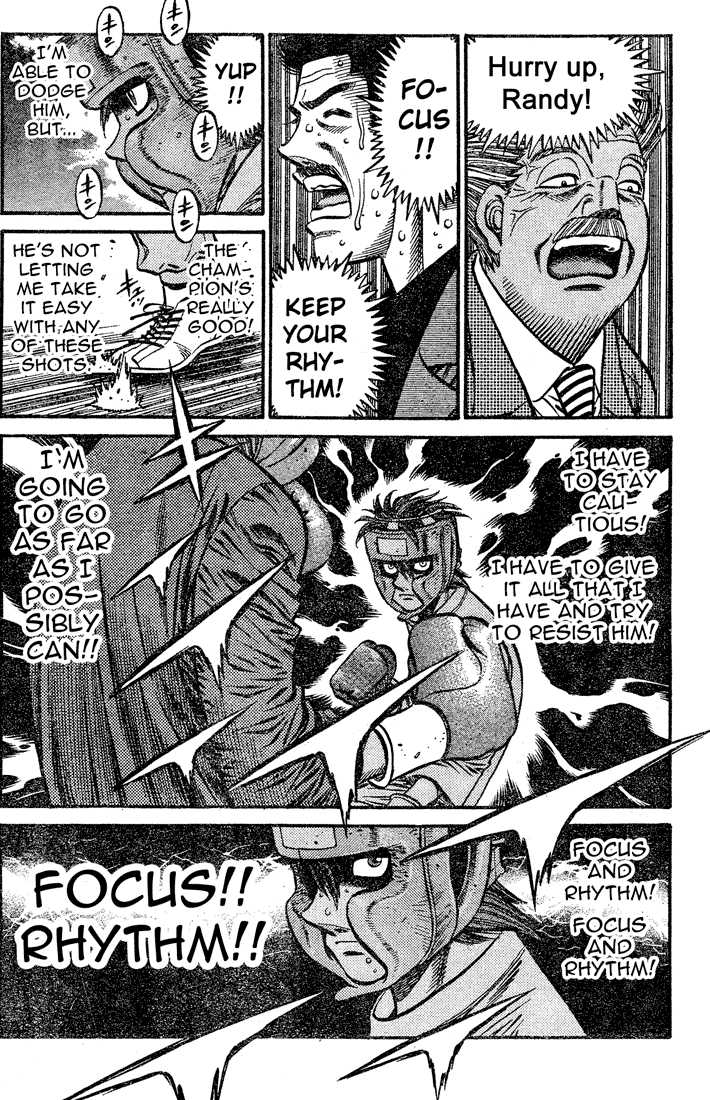 Hurry up,
Randy!
FO-
CUS
!!
KEEP
YOUR
RHY-
THM!
YUP
!!
I'M
ABLE TO
DODGE
HIM,
BUT...
THE
CHAM-
PION'S
REALLY
GOOD!
HE'S NOT
LETTING
ME TAKE
IT EASY
WITH ANY
OF THESE
SHOTS.
I HAVE
TO STAY
CAU-
TIOUS!
I HAVE TO GIVE
IT ALL THAT I
HAVE AND TRY
TO RESIST HIM!
I'M
GOING
TO GO
AS FAR
AS I
POS-
SIBLY
CAN!!
FOCUS
AND
RHYTHM!
FOCUS
AND
RHYTHM!
FOCUS!!
RHYTHM!!